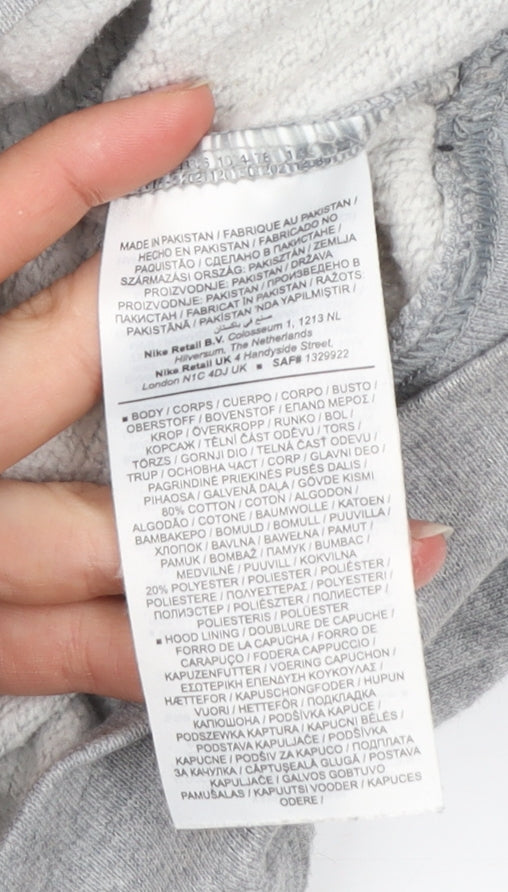 MADE IN PAKISTAN / FABRIQUE AU PAKISTAN /
HECHO EN PAKISTAN / FABRICADO NO
PAQUISTÃO / СДЕЛАНО В ПАКИСТАНЕ /
SZÁRMAZÁSI ORSZÁG: PAKISZTÁN / ZEMLJA
PROIZVODNJE: PAKISTAN / DRŽAVA
PROIZVODNJE: PAKISTAN / ПРОИЗВЕДЕНО В
ПАКИСТАН / FABRICAT ÎN PAKISTAN / RAŽOTS
PAKISTĀNĀ / PAKISTAN 'NDA YAPILMIŞTIR /
صنع في باكستان
Nike Retail B.V. Colosseum 1, 1213 NL
Hilversum, The Netherlands
Nike Retail UK 4 Handyside Street,
London N1C 4DJ UK ■ SAF# 1329922
■ BODY / CORPS / CUERPO / CORPO / BUSTO /
OBERSTOFF / BOVENSTOF / ΕΠΑΝΩ ΜΕΡΟΣ /
KROP / ÖVERKROPP / RUNKO / BOL /
КОРСАЖ / TĚLNÍ ČÁST ODĚVU / TORS /
TÖRZS / GORNJI DIO / TELNÁ ČASŤ ODEVU /
TRUP / ОСНОВНА ЧАСТ / CORP / GLAVNI DEO /
PAGRINDINĖ PRIEKINĖS PUSĖS DALIS /
PIHAOSA / GALVENĀ DAĻA / GÖVDE KISMI
80% COTTON / COTON / ALGODON /
ALGODÃO / COTONE / BAUMWOLLE / KATOEN /
ΒΑΜΒΑΚΕΡΟ / BOMULD / BOMULL / PUUVILLA /
ХЛОПОК / BAVLNA / BAWEŁNA / PAMUT /
PAMUK / BOMBAŽ / ПАМУК / BUMBAC /
MEDVILNĖ / PUUVILL / KOKVILNA
20% POLYESTER / POLIESTER / POLIÉSTER /
POLIESTERE / ΠΟΛΥΕΣΤΕΡΑΣ / POLYESTERI /
ПОЛИЭСТЕР / POLIÉSZTER / ПОЛИЕСТЕР /
POLIESTERIS / POLÜESTER
■ HOOD LINING / DOUBLURE DE CAPUCHE /
FORRO DE LA CAPUCHA / FORRO DE
CARAPUÇO / FODERA CAPPUCCIO /
KAPUZENFUTTER / VOERING CAPUCHON /
ΕΣΩΤΕΡΙΚΗ ΕΠΕΝΔΥΣΗ ΚΟΥΚΟΥΛΑΣ /
HÆTTEFOR / KAPUSCHONGFODER / HUPUN
VUORI / HETTEFÔR / ПОДКЛАДКА
КАПЮШОНА / PODŠÍVKA KAPUCE /
PODSZEWKA KAPTURA / KAPUCNI BÉLÉS /
PODSTAVA KAPULJAČE / PODŠÍVKA
KAPUCNE / PODŠIV ZA KAPUCO / ПОДПЛАТА
ЗА КАЧУЛКА / CĂPTUŞEALĂ GLUGĂ / POSTAVA
KAPULJAČE / GALVOS GOBTUVO
PAMUŠALAS / KAPUUTSI VOODER / KAPUCES
ODERE /